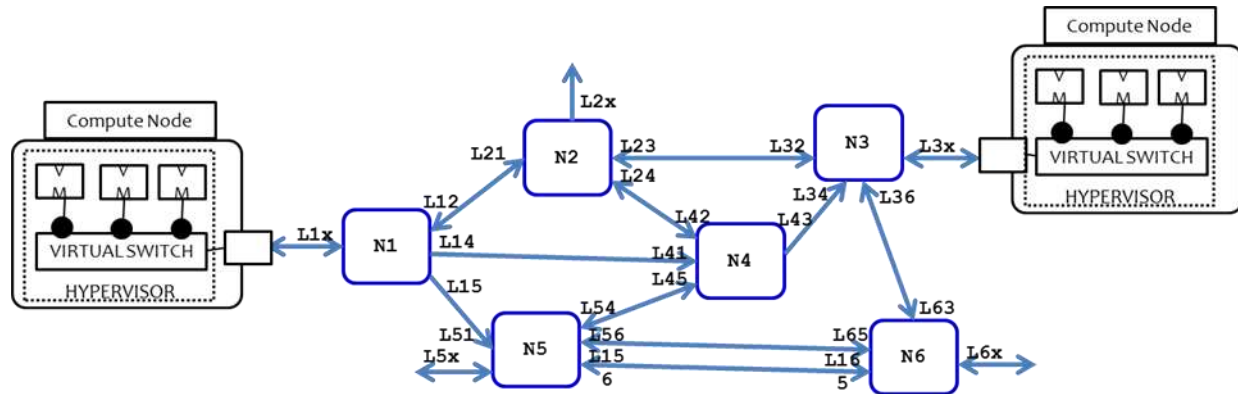 Compute Node
V
M
V
M
V
M
VIRTUAL SWITCH
HYPERVISOR
L1x
N1
L12
L14
L15
L21
L2x
N2
L23
L24
L32
N3
L3x
L34
L36
L42
L43
L41
L45
N4
L51
L5x
N5
L54
L56
L15
6
L65
L16
5
L63
N6
L6x
Compute Node
V
M
V
M
V
M
VIRTUAL SWITCH
HYPERVISOR